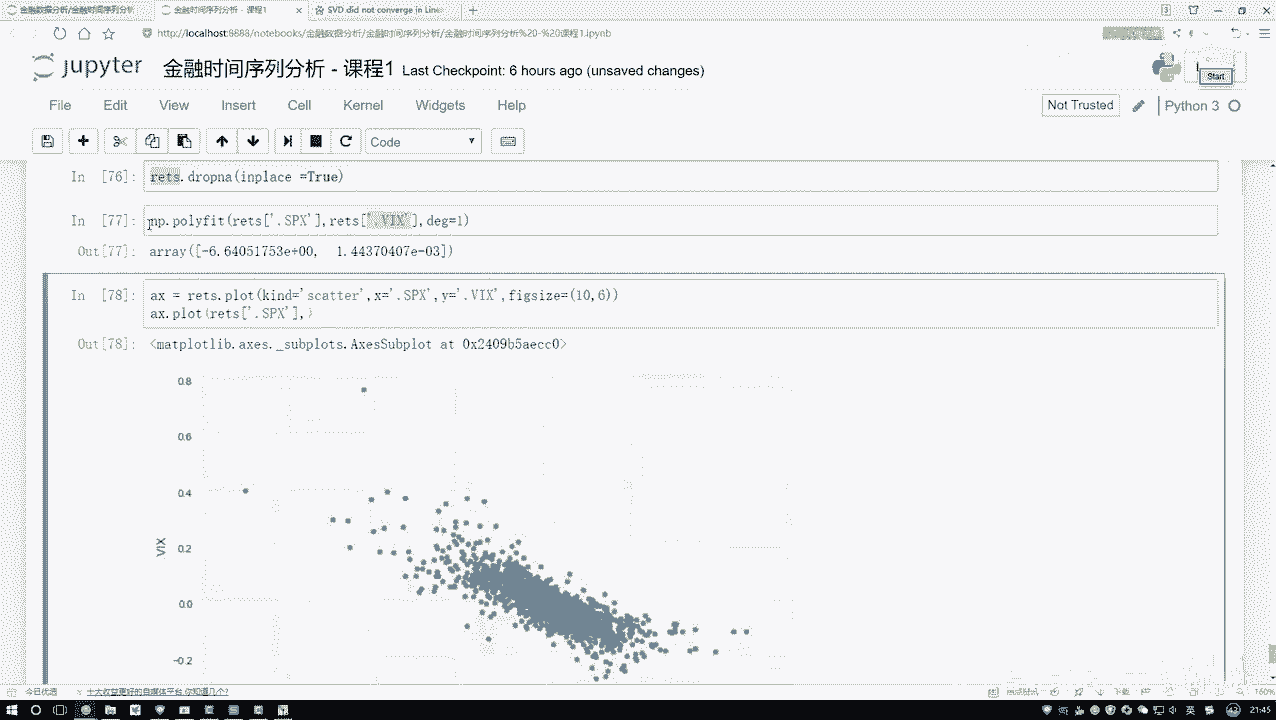 金融数据分析/金融时间序列分析
金融时间序列分析 - 课程1
SVD did not converge in Line
http://localhost:8888/notebooks/金融数据分析/金融时间序列分析/金融时间序列分析%20-%20课程1.ipynb
jupyter 金融时间序列分析 - 课程1 Last Checkpoint: 6 hours ago (unsaved changes)
Start
File Edit View Insert Cell Kernel Widgets Help
Not Trusted Python 3
Code
In [76]: rets.dropna(inplace =True)
In [77]: np.polyfit(rets['.SPX'],rets['.VIX'],deg=1)
Out[77]: array([-6.64051753e+00, 1.44370407e-03])
In [78]: ax = rets.plot(kind='scatter',x='.SPX',y='.VIX',figsize=(10,6))
ax.plot(rets['.SPX'],)
Out[78]: <matplotlib.axes._subplots.AxesSubplot at 0x2409b5aecc0>
0.8
0.6
0.4
0.2
.VIX
0.0
-0.2
今日优选
十大收益更好的自媒体平台,你知道几个?
下载
160%
英
21:45